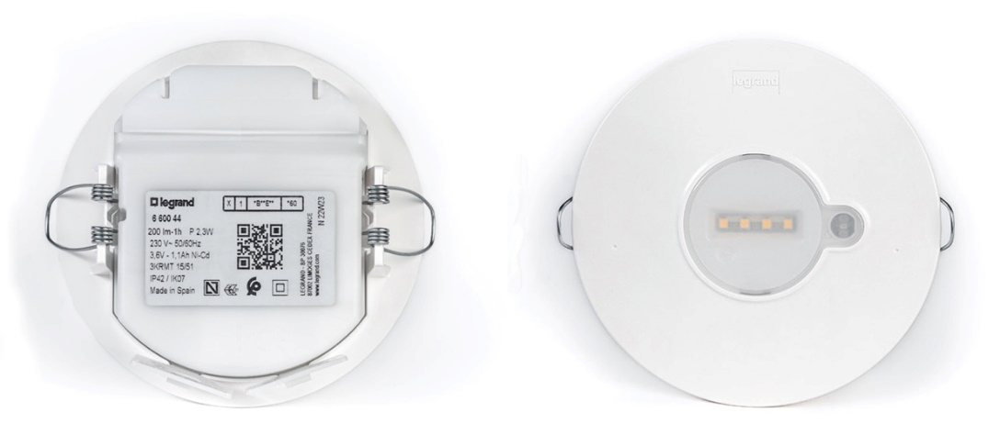 legrand
X 1 *B**E** *60
6 600 44
200 lm-1h P 2,3W
230 V~ 50/60Hz
3,6V - 1,1Ah Ni-Cd
3KRMT 15/51
IP42 / IK07
Made in Spain
N 22W23
LEGRAND - BP 30076
87002 LIMOGES CEDEX FRANCE
www.legrand.com
legrand